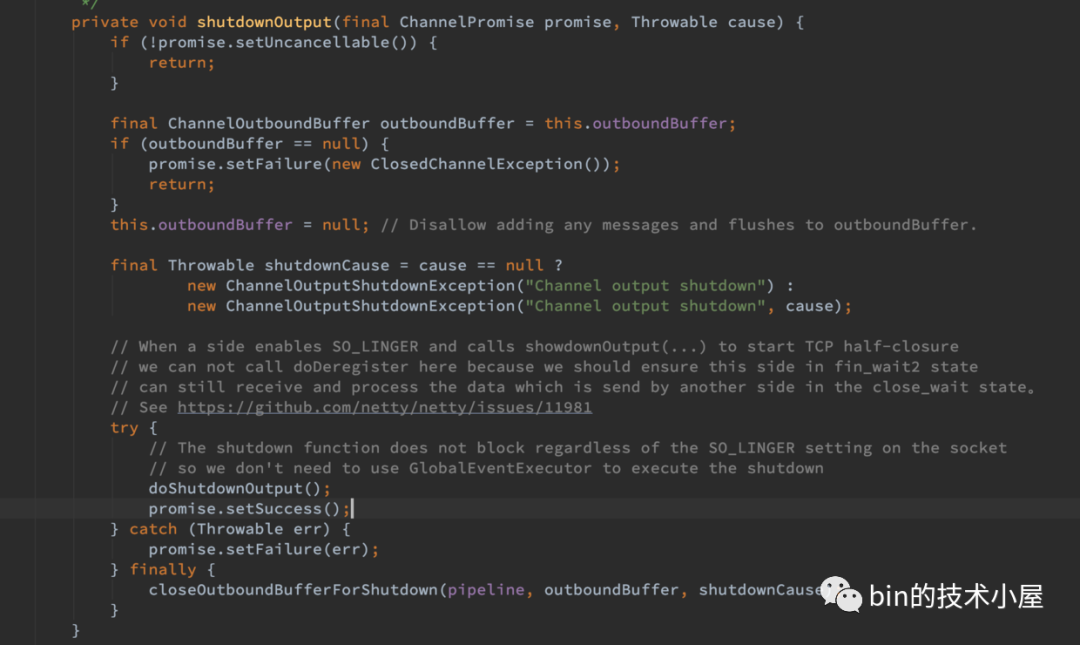 */
private void shutdownOutput(final ChannelPromise promise, Throwable cause) {
if (!promise.setUncancellable()) {
return;
}
final ChannelOutboundBuffer outboundBuffer = this.outboundBuffer;
if (outboundBuffer == null) {
promise.setFailure(new ClosedChannelException());
return;
}
this.outboundBuffer = null; // Disallow adding any messages and flushes to outboundBuffer.
final Throwable shutdownCause = cause == null ?
new ChannelOutputShutdownException("Channel output shutdown") :
new ChannelOutputShutdownException("Channel output shutdown", cause);
// When a side enables SO_LINGER and calls showdownOutput(...) to start TCP half-closure
// we can not call doDeregister here because we should ensure this side in fin_wait2 state
// can still receive and process the data which is send by another side in the close_wait state。
// See https://github.com/netty/netty/issues/11981
try {
// The shutdown function does not block regardless of the SO_LINGER setting on the socket
// so we don't need to use GlobalEventExecutor to execute the shutdown
doShutdownOutput();
promise.setSuccess();
} catch (Throwable err) {
promise.setFailure(err);
} finally {
closeOutboundBufferForShutdown(pipeline, outboundBuffer, shutdownCause
}
}
bin的技术小屋